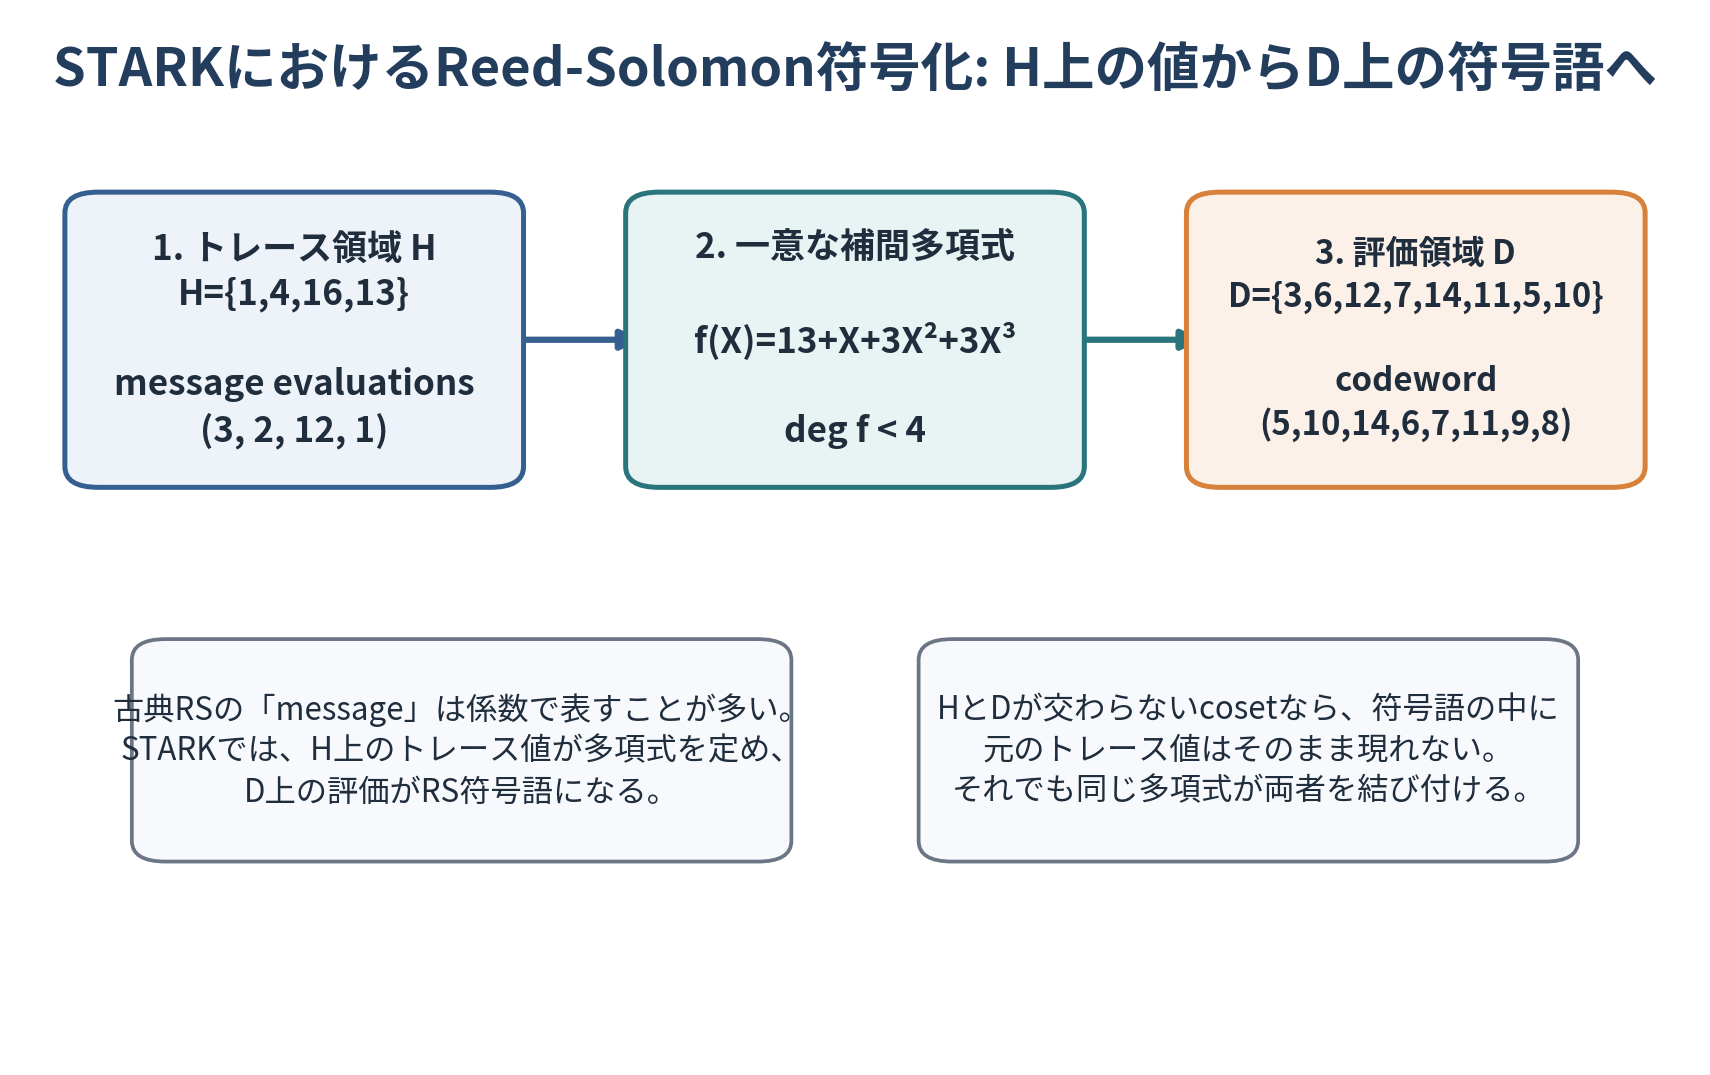 STARKにおけるReed-Solomon符号化: H上の値からD上の符号語へ
1. トレース領域 H
H={1,4,16,13}
message evaluations
(3, 2, 12, 1)
2. 一意な補間多項式
f(X)=13+X+3X²+3X³
deg f < 4
3. 評価領域 D
D={3,6,12,7,14,11,5,10}
codeword
(5,10,14,6,7,11,9,8)
古典RSの「message」は係数で表すことが多い。
STARKでは、H上のトレース値が多項式を定め、
D上の評価がRS符号語になる。
HとDが交わらないcosetなら、符号語の中に
元のトレース値はそのまま現れない。
それでも同じ多項式が両者を結び付ける。